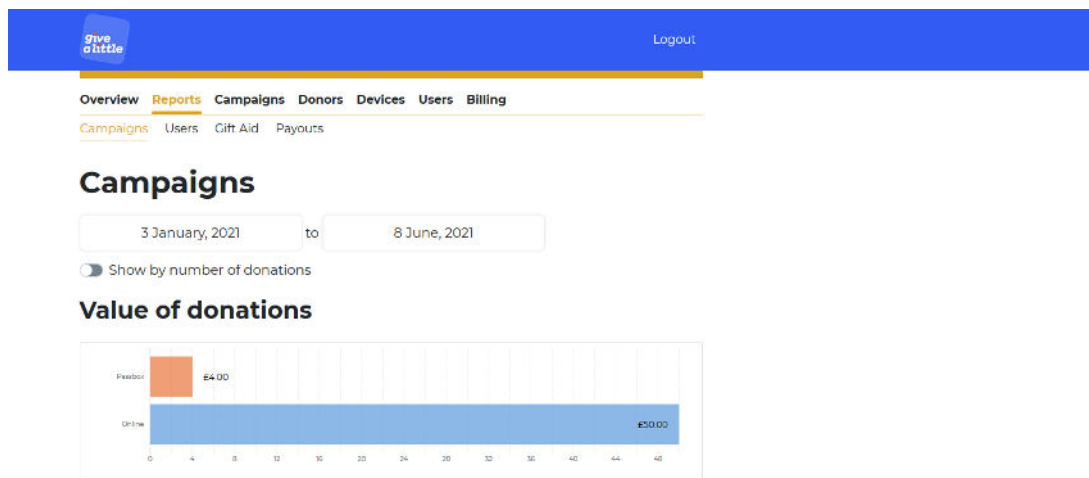 give
a little
Logout
Overview Reports Campaigns Donors Devices Users Billing
Campaigns Users Gift Aid Payouts
Campaigns
3 January, 2021 to 8 June, 2021
Show by number of donations
Value of donations
£4.00
Online
£50.00
0 4 8 12 16 20 24 28 32 36 40 44 48